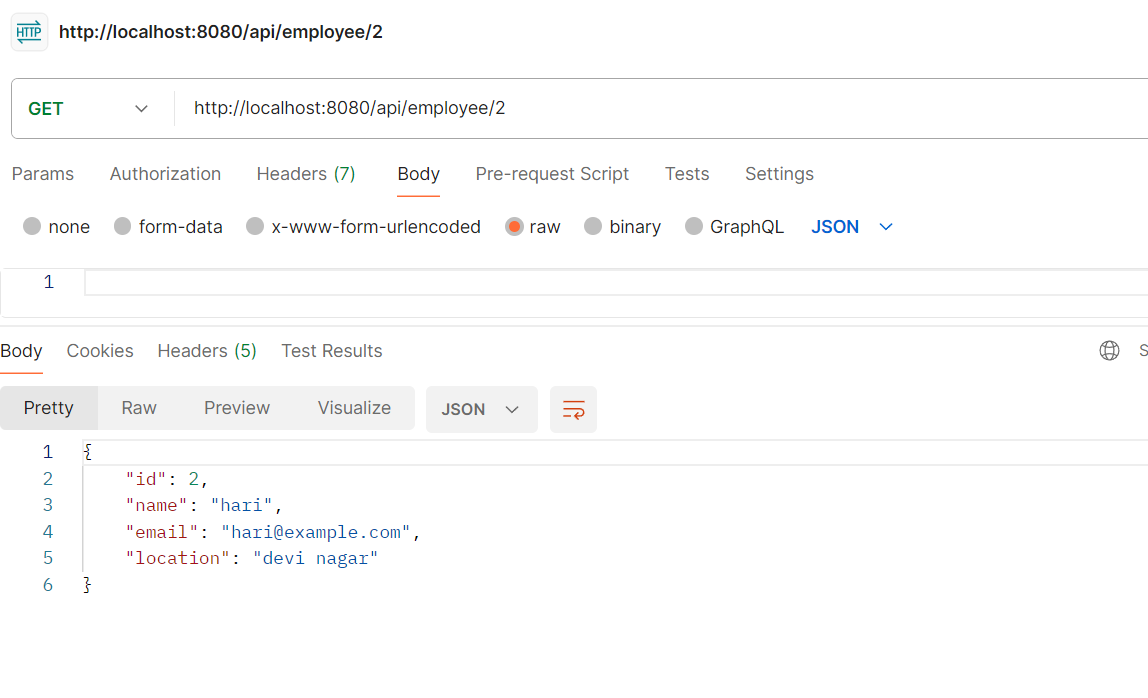 HTTP http://localhost:8080/api/employee/2
GET http://localhost:8080/api/employee/2
Params Authorization Headers (7) Body Pre-request Script Tests Settings
none form-data x-www-form-urlencoded raw binary GraphQL JSON
1
Body Cookies Headers (5) Test Results S
Pretty Raw Preview Visualize JSON
1 {
2 "id": 2,
3 "name": "hari",
4 "email": "hari@example.com",
5 "location": "devi nagar"
6 }